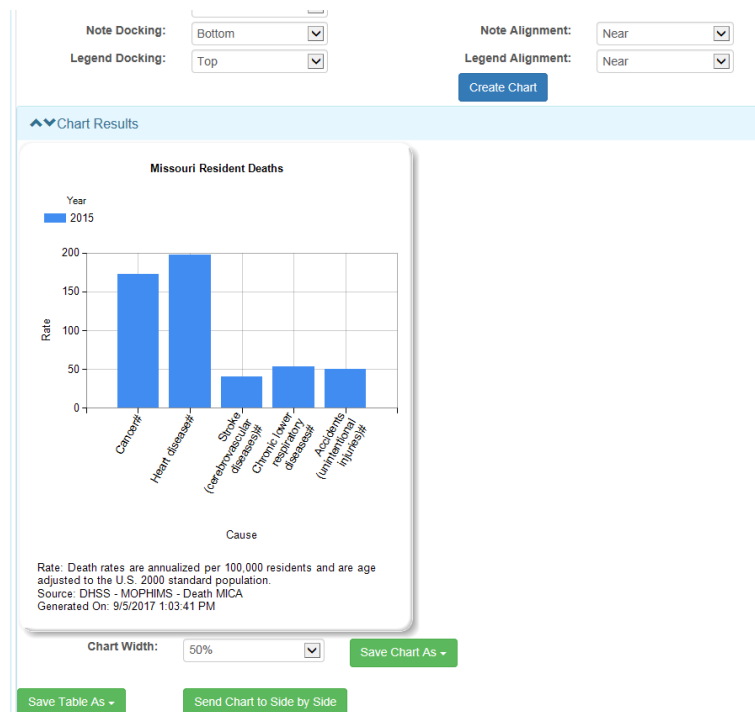 Note Docking: Bottom Note Alignment: Near
Legend Docking: Top Legend Alignment: Near
Create Chart
Chart Results
Missouri Resident Deaths
Year
2015
200
150
100
50
0
Rate
Cancer#
Heart disease#
Stroke
(cerebrovascular
diseases)#
Chronic lower
respiratory
diseases#
Accidents
(unintentional
injuries)#
Cause
Rate: Death rates are annualized per 100,000 residents and are age
adjusted to the U.S. 2000 standard population.
Source: DHSS - MOPHIMS - Death MICA
Generated On: 9/5/2017 1:03:41 PM
Chart Width: 50% Save Chart As
Save Table As Send Chart to Side by Side